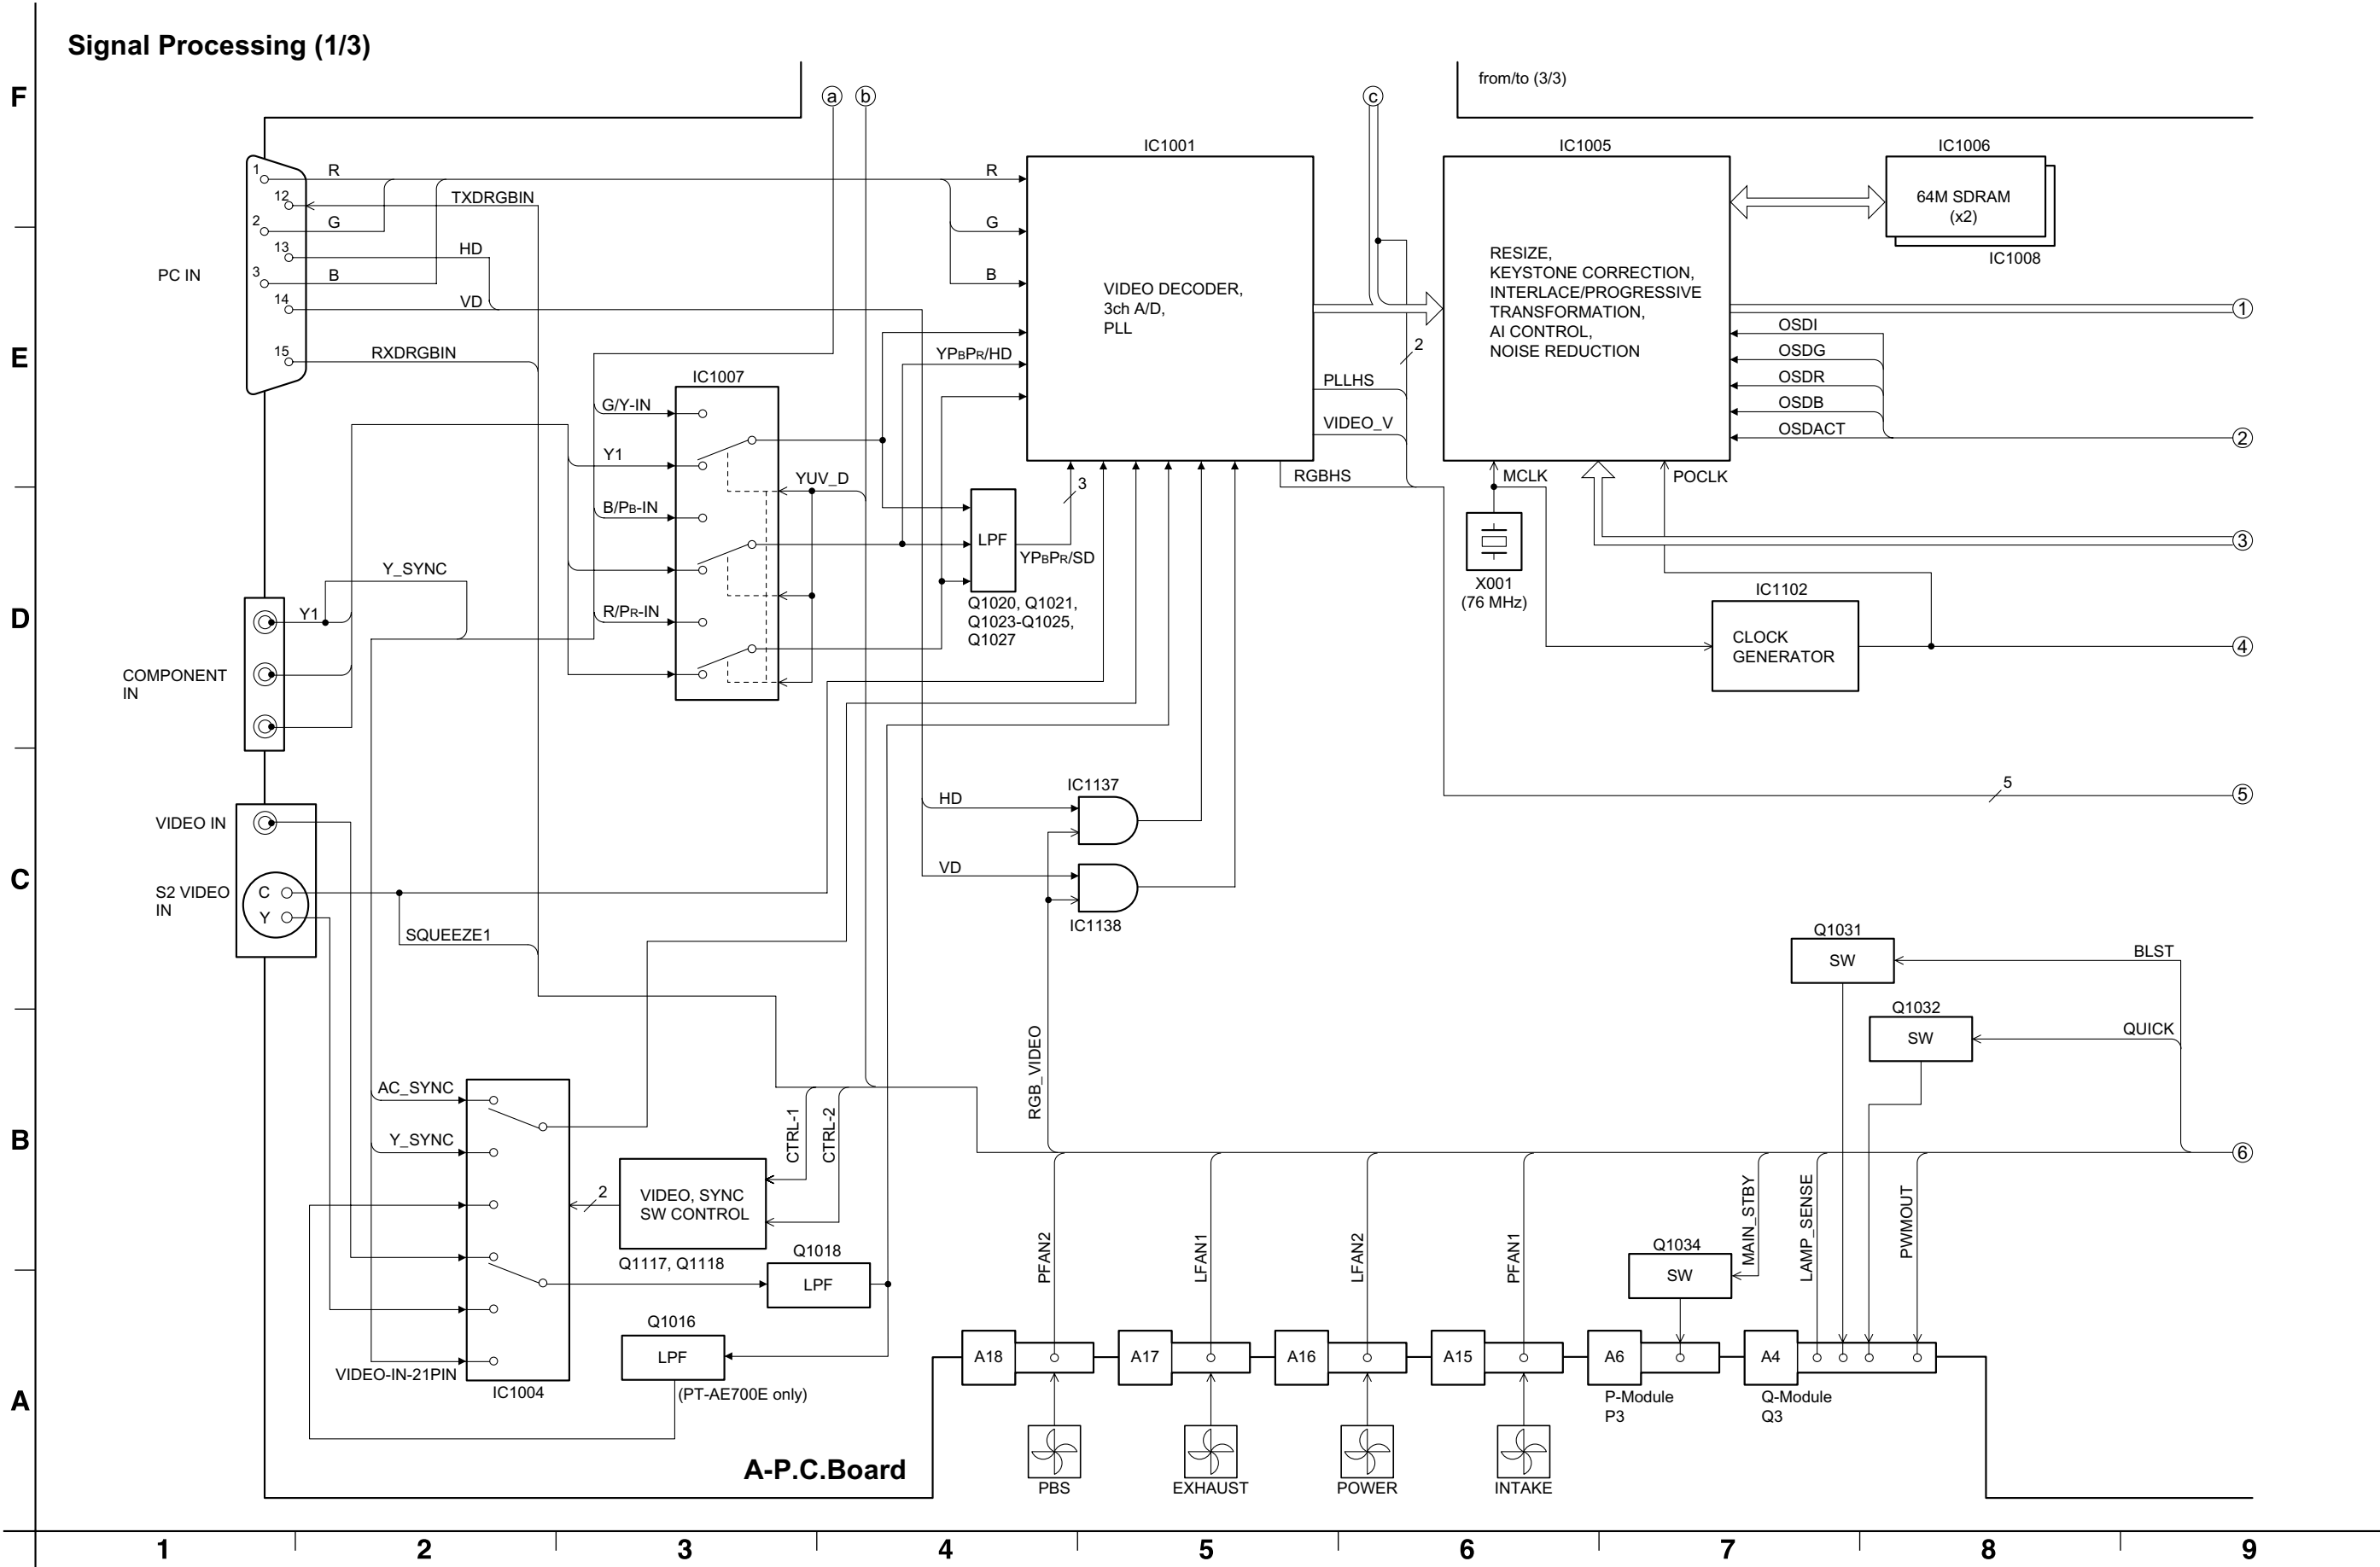 Signal Processing (1/3)
F
from/to (3/3)
a
b
c
IC1001
IC1005
IC1006
1
R
R
12
TXDRGBIN
2
G
G
64M SDRAM
(x2)
13
HD
IC1008
PC IN
3
B
B
14
VD
VIDEO DECODER,
3ch A/D,
PLL
RESIZE,
KEYSTONE CORRECTION,
INTERLACE/PROGRESSIVE
TRANSFORMATION,
AI CONTROL,
NOISE REDUCTION
1
OSDI
OSDG
OSDR
OSDB
OSDACT
2
E
15
RXDRGBIN
YPBPR/HD
2
PLLHS
VIDEO_V
RGBHS
IC1007
G/Y-IN
Y1
B/PB-IN
R/PR-IN
YUV_D
3
LPF
YPBPR/SD
Q1020, Q1021,
Q1023-Q1025,
Q1027
MCLK
POCLK
X001
(76 MHz)
3
IC1102
CLOCK
GENERATOR
4
D
Y_SYNC
Y1
COMPONENT
IN
IC1137
HD
VD
IC1138
5
5
C
VIDEO IN
S2 VIDEO
IN
C
Y
SQUEEZE1
Q1031
SW
BLST
Q1032
SW
QUICK
RGB_VIDEO
B
AC_SYNC
Y_SYNC
CTRL-1
CTRL-2
6
2
VIDEO, SYNC
SW CONTROL
Q1117, Q1118
Q1018
LPF
Q1016
LPF
(PT-AE700E only)
VIDEO-IN-21PIN
IC1004
PFAN2
LFAN1
LFAN2
PFAN1
MAIN_STBY
LAMP_SENSE
PWMOUT
Q1034
SW
A
A18
A17
A16
A15
A6
A4
P-Module
P3
Q-Module
Q3
PBS
EXHAUST
POWER
INTAKE
A-P.C.Board
1
2
3
4
5
6
7
8
9